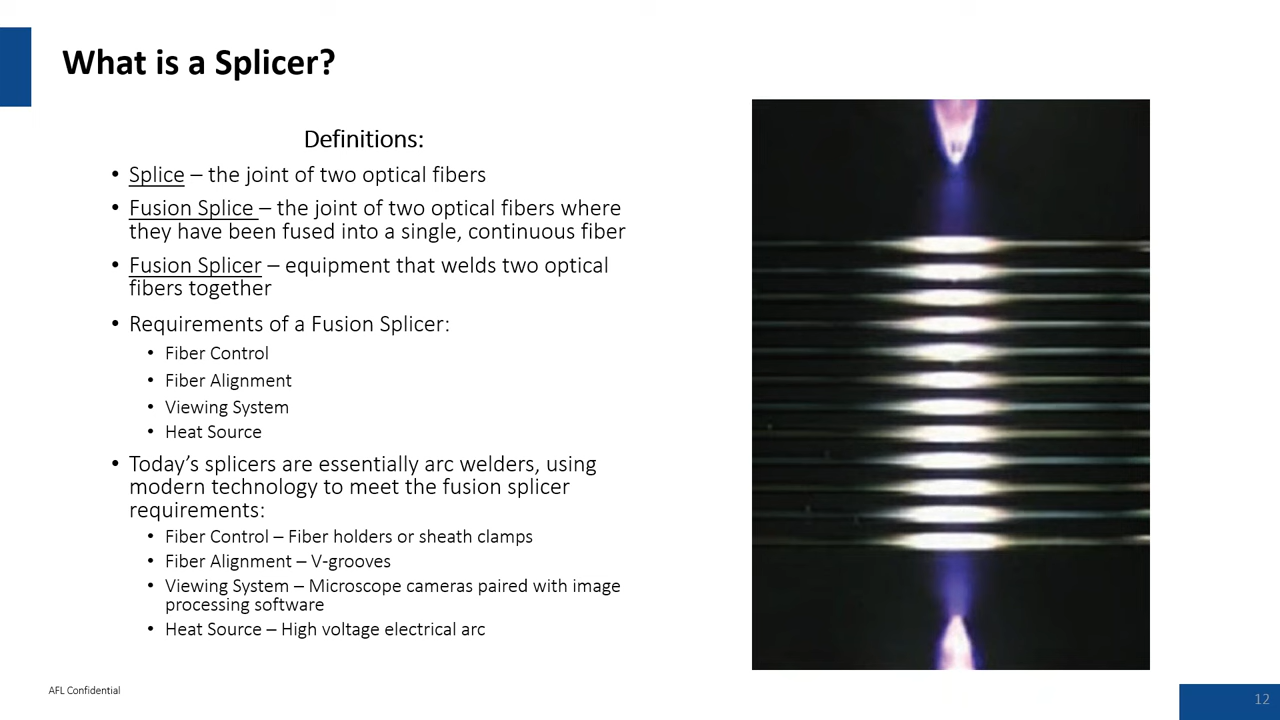 What is a Splicer?
Definitions:
• Splice – the joint of two optical fibers
• Fusion Splice – the joint of two optical fibers where
they have been fused into a single, continuous fiber
• Fusion Splicer – equipment that welds two optical
fibers together
• Requirements of a Fusion Splicer:
• Fiber Control
• Fiber Alignment
• Viewing System
• Heat Source
• Today’s splicers are essentially arc welders, using
modern technology to meet the fusion splicer
requirements:
• Fiber Control – Fiber holders or sheath clamps
• Fiber Alignment – V-grooves
• Viewing System – Microscope cameras paired with image
processing software
• Heat Source – High voltage electrical arc
AFL Confidential
12